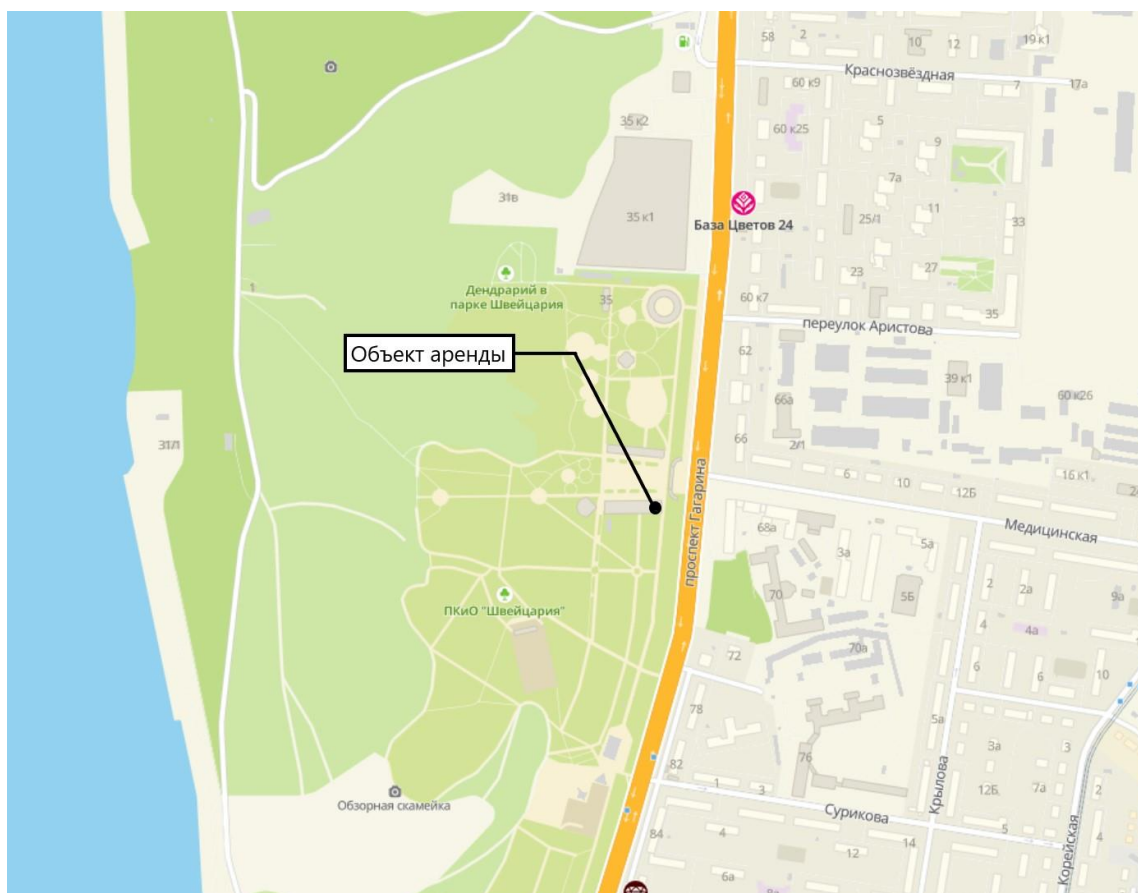 58
2
10
12
19 к1
Краснозвёздная
60 к9
7
17а
35 к2
60 к25
5
9
7а
31в
35 к1
25/1
11
33
База Цветов 24
23
27
Дендрарий в
парке Швейцария
1
35
60 к7
35
переулок Аристова
Объект аренды
62
39 к1
66а
60 к26
31Л
66
2/1
6
10
12Б
16 к1
проспект Гагарина
Медицинская
68а
3а
5а
70
5Б
2
2а
9а
ПКиО "Швейцария"
4
4а
72
70а
6
6
10
78
5а
3а
3
76
82
1
3
12Б
7а
2
Обзорная скамейка
Сурикова
Крылова
Корейская
84
4
14
5
4
12
6а